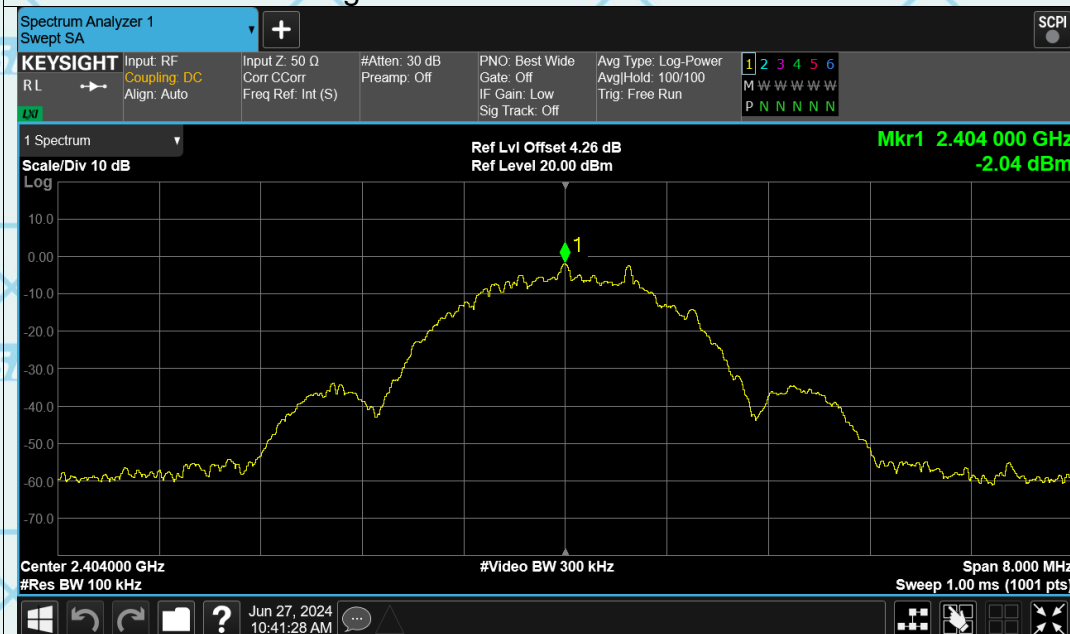 Spectrum Analyzer 1
Swept SA
+
SCPI
KEYSIGHT
RL
LXI
Input: RF
Coupling: DC
Align: Auto
Input Z: 50 Ω
Corr CCorr
Freq Ref: Int (S)
#Atten: 30 dB
Preamp: Off
PNO: Best Wide
Gate: Off
IF Gain: Low
Sig Track: Off
Avg Type: Log-Power
Avg|Hold: 100/100
Trig: Free Run
1 2 3 4 5 6
M W W W W W
P N N N N N
1 Spectrum
Scale/Div 10 dB
Log
Ref Lvl Offset 4.26 dB
Ref Level 20.00 dBm
Mkr1 2.404 000 GHz
-2.04 dBm
1
10.0
0.00
-10.0
-20.0
-30.0
-40.0
-50.0
-60.0
-70.0
Center 2.404000 GHz
#Res BW 100 kHz
#Video BW 300 kHz
Span 8.000 MHz
Sweep 1.00 ms (1001 pts)
?
Jun 27, 2024
10:41:28 AM